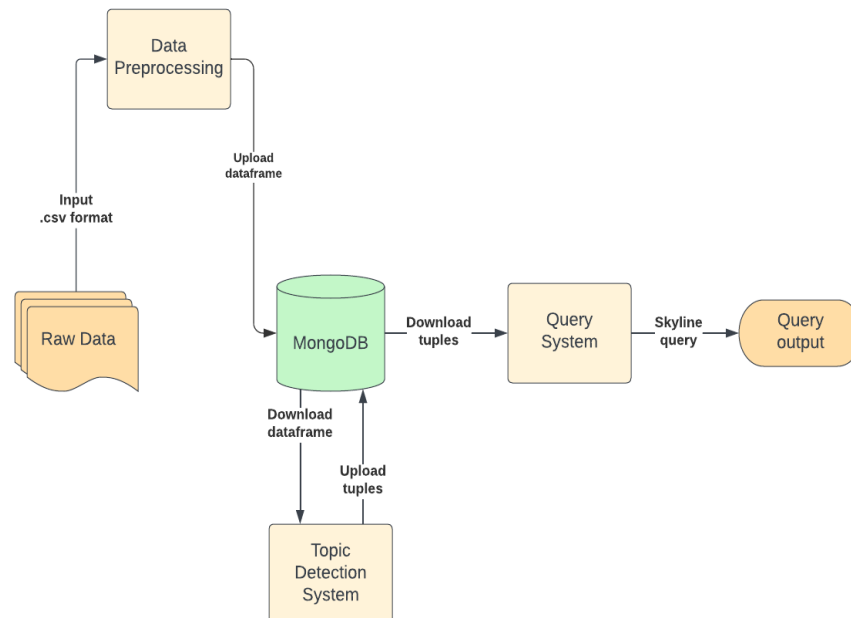 Data
Preprocessing
Upload
dataframe
Input
.csv format
Raw Data
MongoDB
Download
tuples
Query
System
Skyline
query
Query
output
Download
dataframe
Upload
tuples
Topic
Detection
System